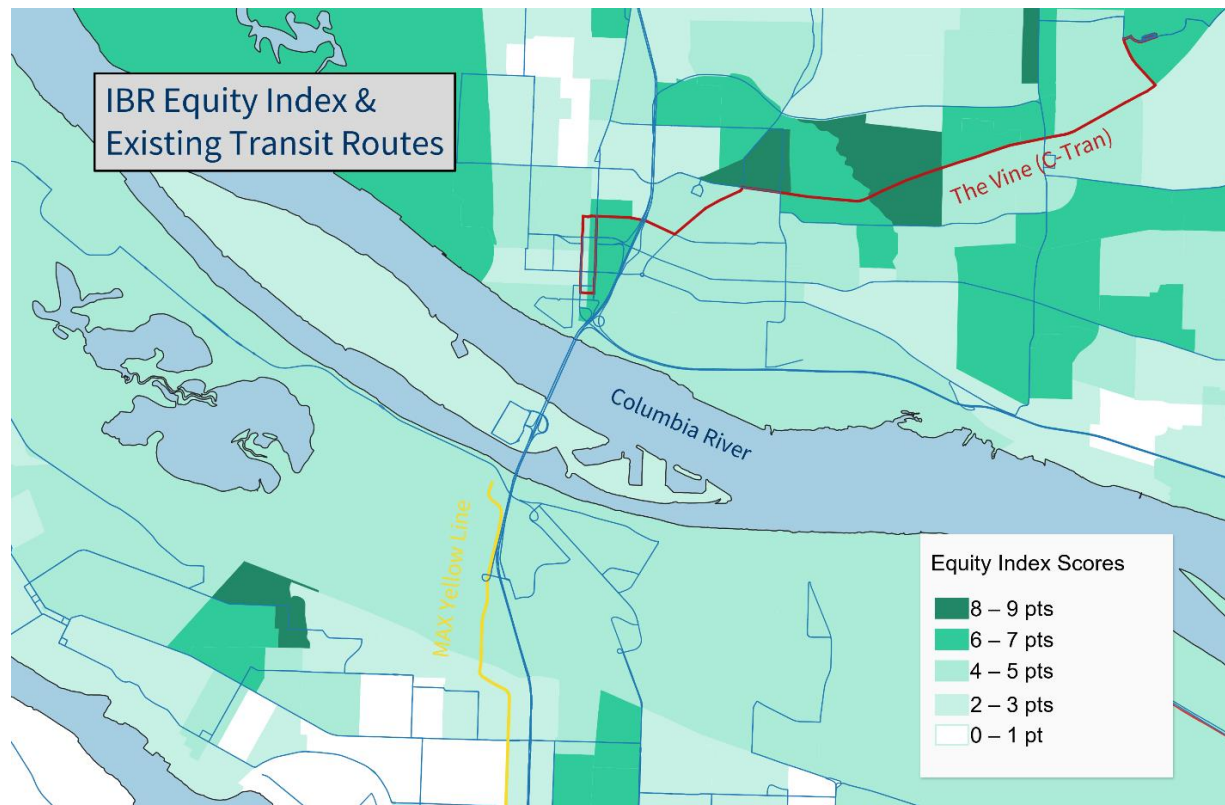 IBR Equity Index &
Existing Transit Routes
The Vine (C-Tran)
Columbia River
MAX Yellow Line
Equity Index Scores
8 – 9 pts
6 – 7 pts
4 – 5 pts
2 – 3 pts
0 – 1 pt